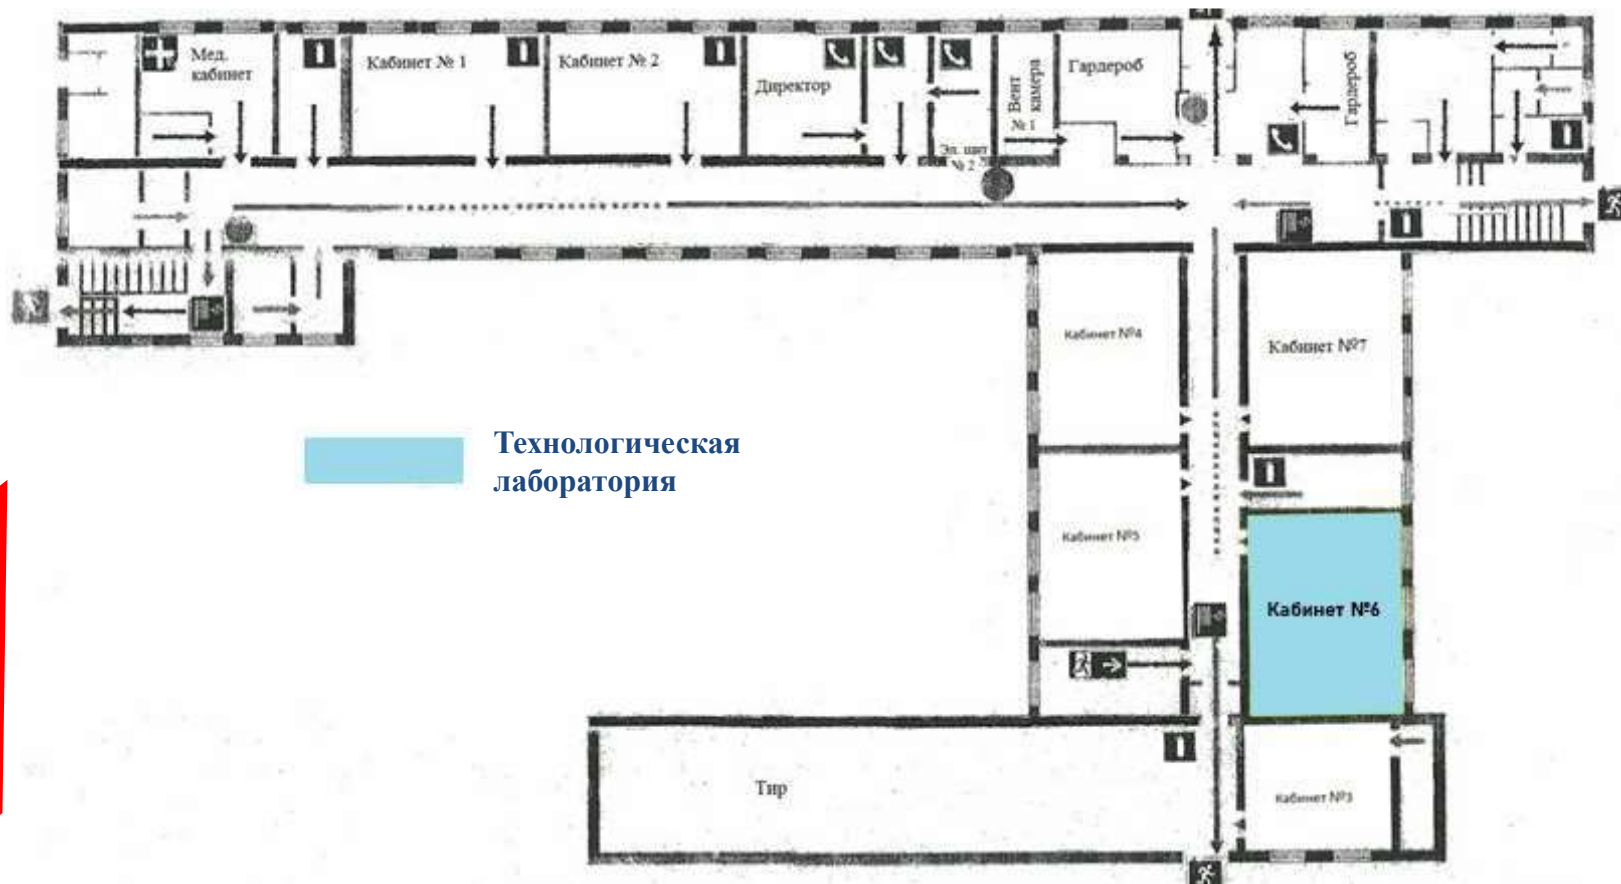 Мед.
кабинет
Кабинет № 1
Кабинет № 2
Директор
Эл. щит
№ 2
Вент
камера
№ 1
Гардероб
Гардероб
Кабинет №4
Кабинет №7
Технологическая
лаборатория
Кабинет №5
Кабинет №6
Тир
Кабинет №3